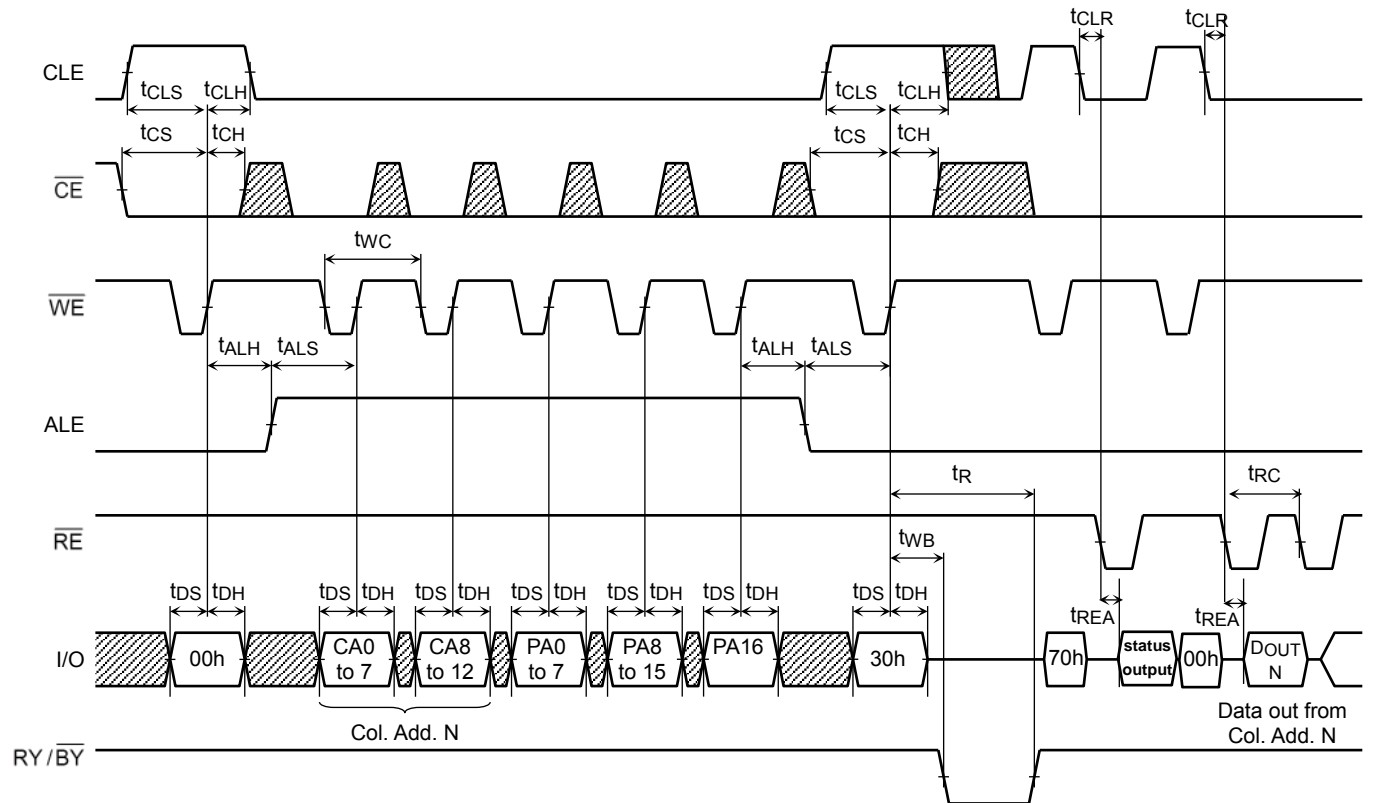 tCLR tCLR
CLE
tCLS tCLH tCLS tCLH
tCS tCH tCS tCH
CE
tWC
WE
tALH tALS tALH tALS
ALE
tR tRC
RE
tWB
tDS tDH tDS tDH tDS tDH tDS tDH tDS tDH tDS tDH tDS tDH
tREA tREA
I/O 00h CA0 to 7 CA8 to 12 PA0 to 7 PA8 to 15 PA16 30h 70h status output 00h DOUT N
Col. Add. N
Data out from
Col. Add. N
RY/BY